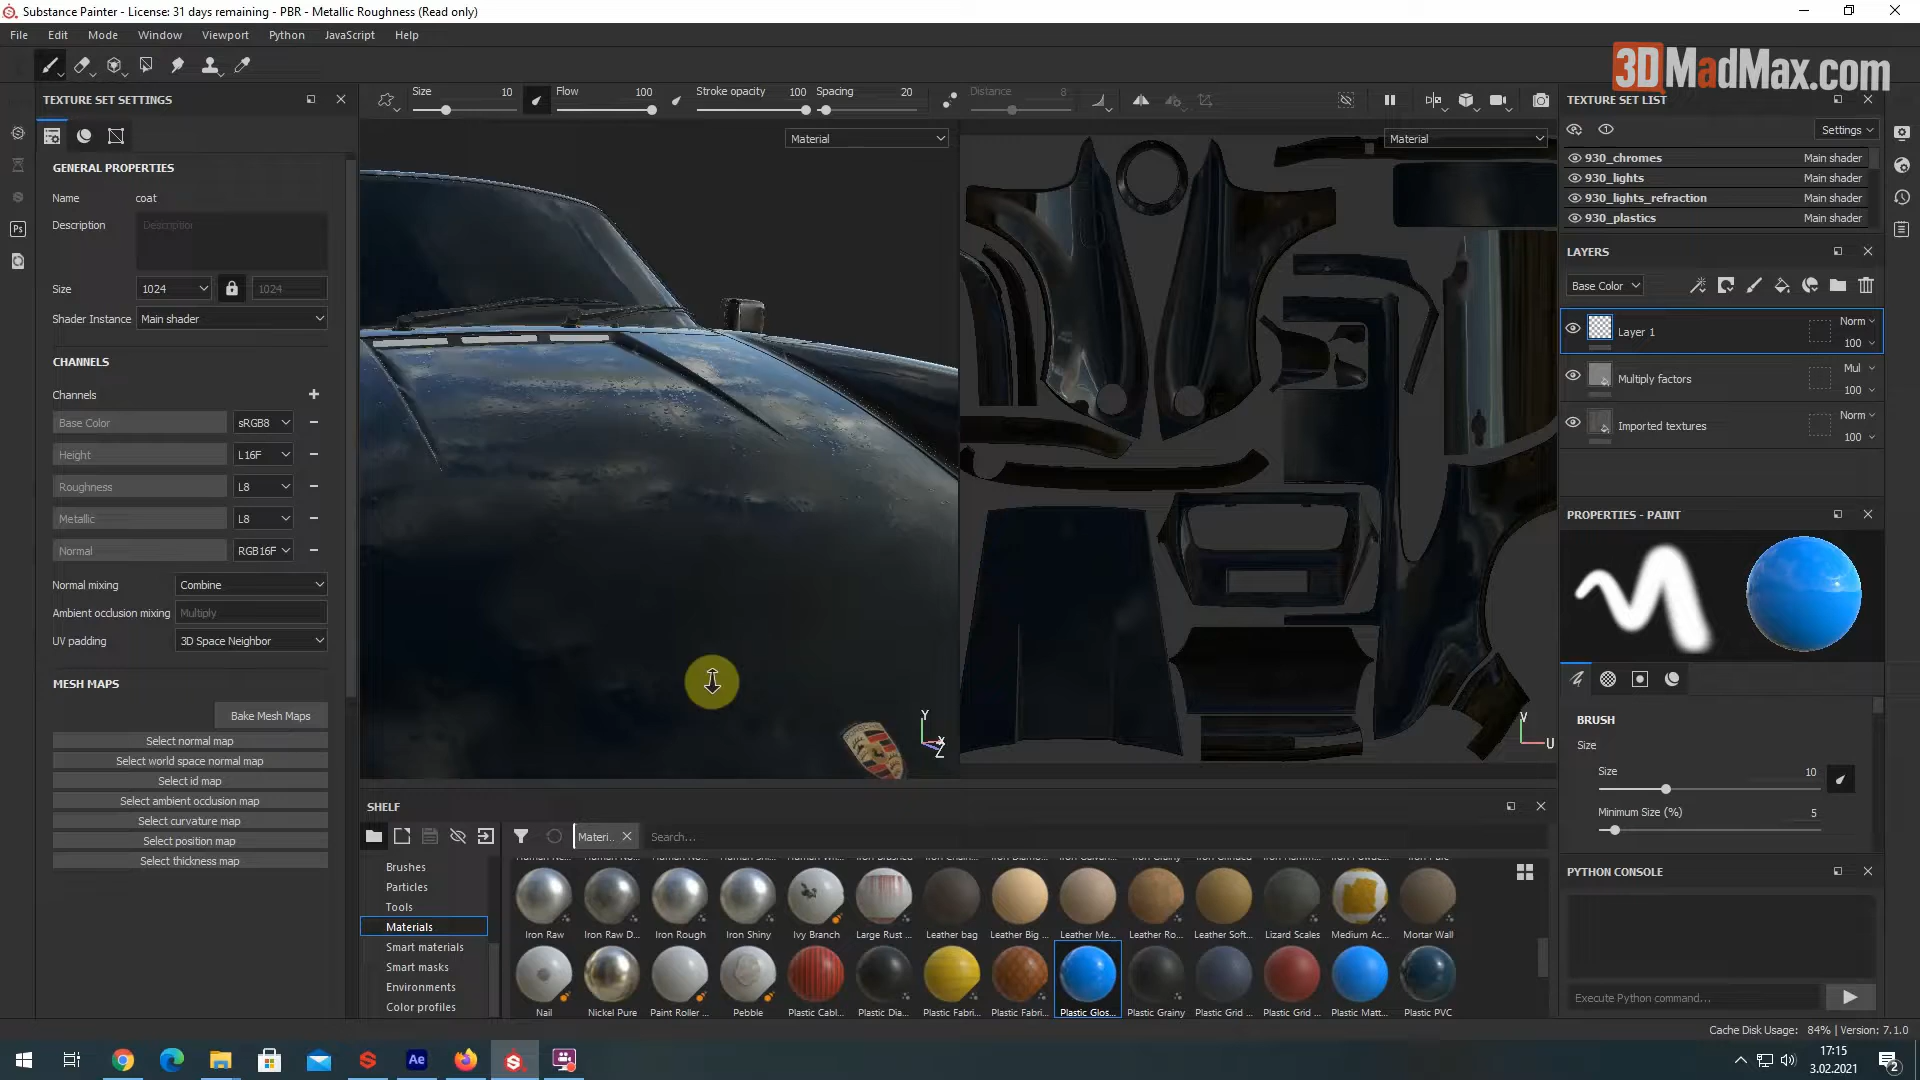 Substance Painter - License: 31 days remaining - PBR - Metallic Roughness (Read only)
File Edit Mode Window Viewport Python JavaScript Help
3DMadMax.com
Size 10 Flow 100 Stroke opacity 100 Spacing 20 Distance 8
TEXTURE SET SETTINGS
GENERAL PROPERTIES
Name coat
Description Description
Size 1024 1024
Shader Instance Main shader
CHANNELS
Channels
Base Color sRGB8
Height L16F
Roughness L8
Metallic L8
Normal RGB16F
Normal mixing Combine
Ambient occlusion mixing Multiply
UV padding 3D Space Neighbor
MESH MAPS
Bake Mesh Maps
Select normal map
Select world space normal map
Select id map
Select ambient occlusion map
Select curvature map
Select position map
Select thickness map
Material
Y
X
Z
Material
V
U
TEXTURE SET LIST
Settings
930_chromes Main shader
930_lights Main shader
930_lights_refraction Main shader
930_plastics Main shader
LAYERS
Base Color
Layer 1 Norm 100
Multiply factors Mul 100
Imported textures Norm 100
PROPERTIES - PAINT
BRUSH
Size
Size 10
Minimum Size (%) 5
PYTHON CONSOLE
Execute Python command...
SHELF
Materi.. Search...
Brushes
Particles
Tools
Materials
Smart materials
Smart masks
Environments
Color profiles
Iron Raw Iron Raw D... Iron Rough Iron Shiny Ivy Branch Large Rust ... Leather bag Leather Big ... Leather Me... Leather Ro... Leather Soft... Lizard Scales Medium Ac... Mortar Wall
Nail Nickel Pure Paint Roller ... Pebble Plastic Cabl... Plastic Dia... Plastic Fabri... Plastic Fabri... Plastic Glos... Plastic Grainy Plastic Grid ... Plastic Grid ... Plastic Matt... Plastic PVC
Cache Disk Usage: 84% | Version: 7.1.0
Ps
Ae
17:15
3.02.2021
2